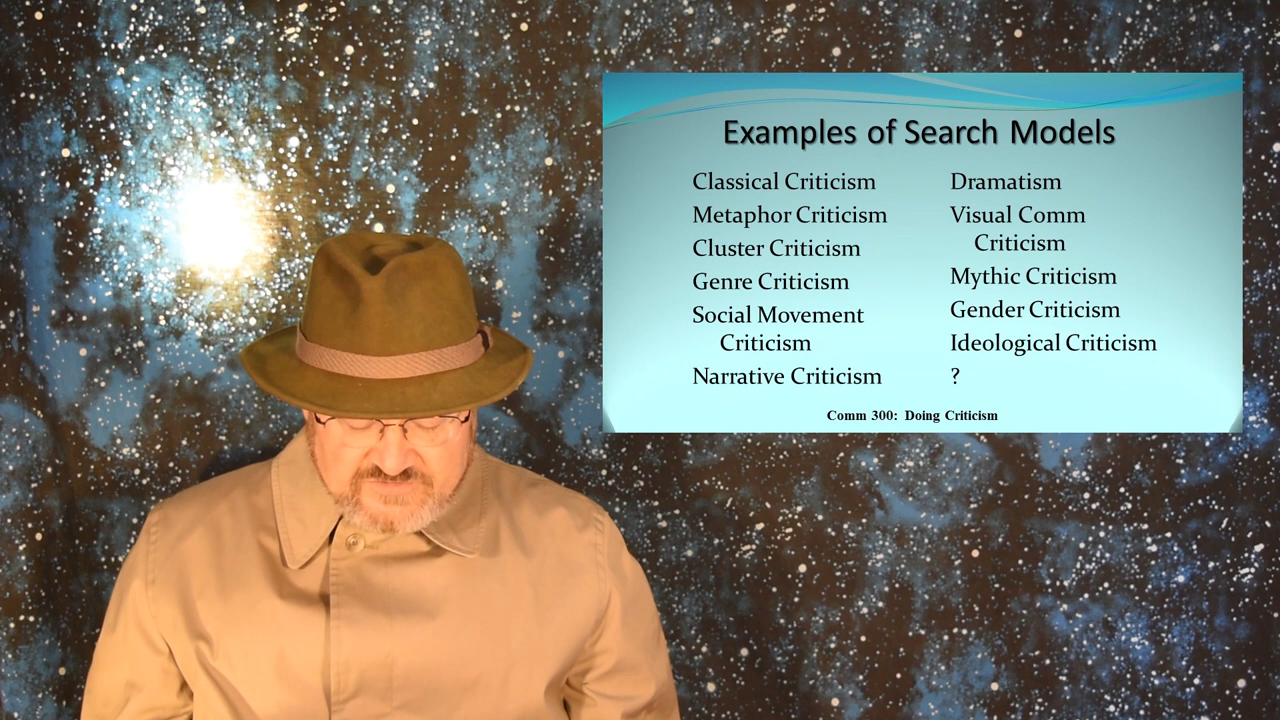 Examples of Search Models
Classical Criticism
Metaphor Criticism
Cluster Criticism
Genre Criticism
Social Movement
Criticism
Narrative Criticism
Dramatism
Visual Comm
Criticism
Mythic Criticism
Gender Criticism
Ideological Criticism
?
Comm 300: Doing Criticism